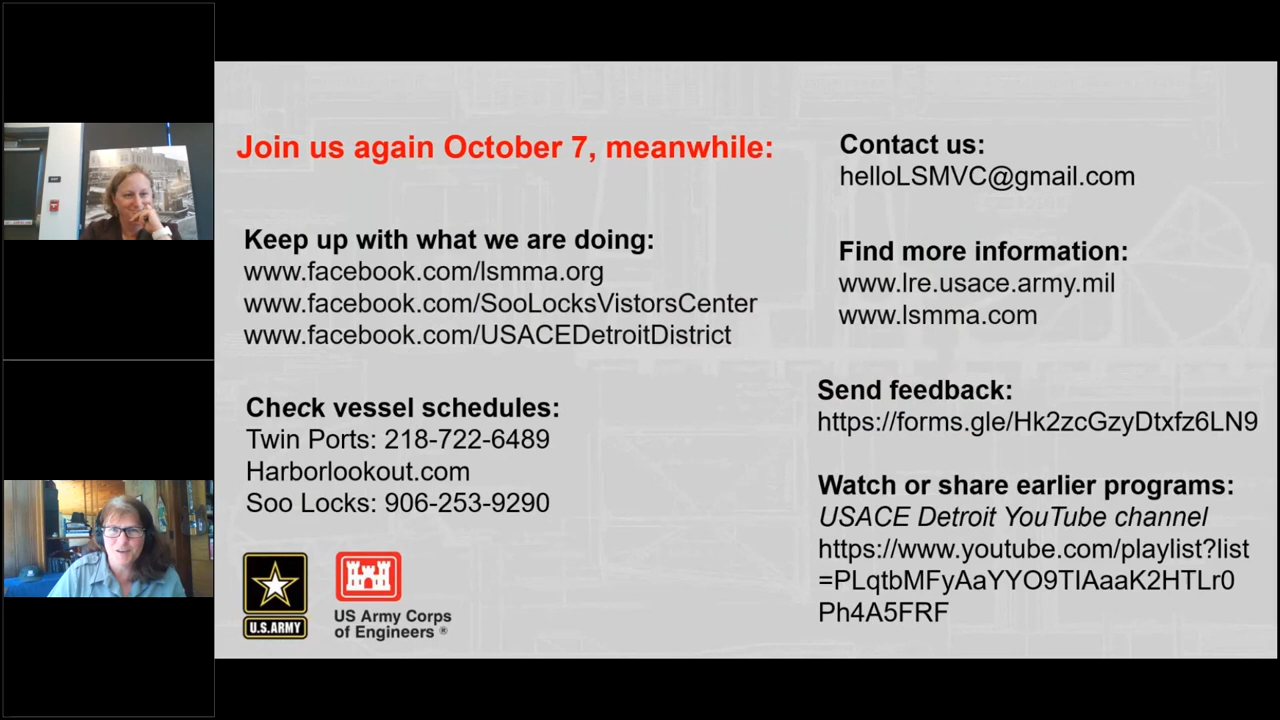 Join us again October 7, meanwhile:
Keep up with what we are doing:
www.facebook.com/lsmma.org
www.facebook.com/SooLocksVistorsCenter
www.facebook.com/USACEDetroitDistrict
Check vessel schedules:
Twin Ports: 218-722-6489
Harborlookout.com
Soo Locks: 906-253-9290
U.S.ARMY
US Army Corps
of Engineers ®
Contact us:
helloLSMVC@gmail.com
Find more information:
www.lre.usace.army.mil
www.lsmma.com
Send feedback:
https://forms.gle/Hk2zcGzyDtxfz6LN9
Watch or share earlier programs:
USACE Detroit YouTube channel
https://www.youtube.com/playlist?list
=PLqtbMFyAaYYO9TIAaaK2HTLr0
Ph4A5FRF